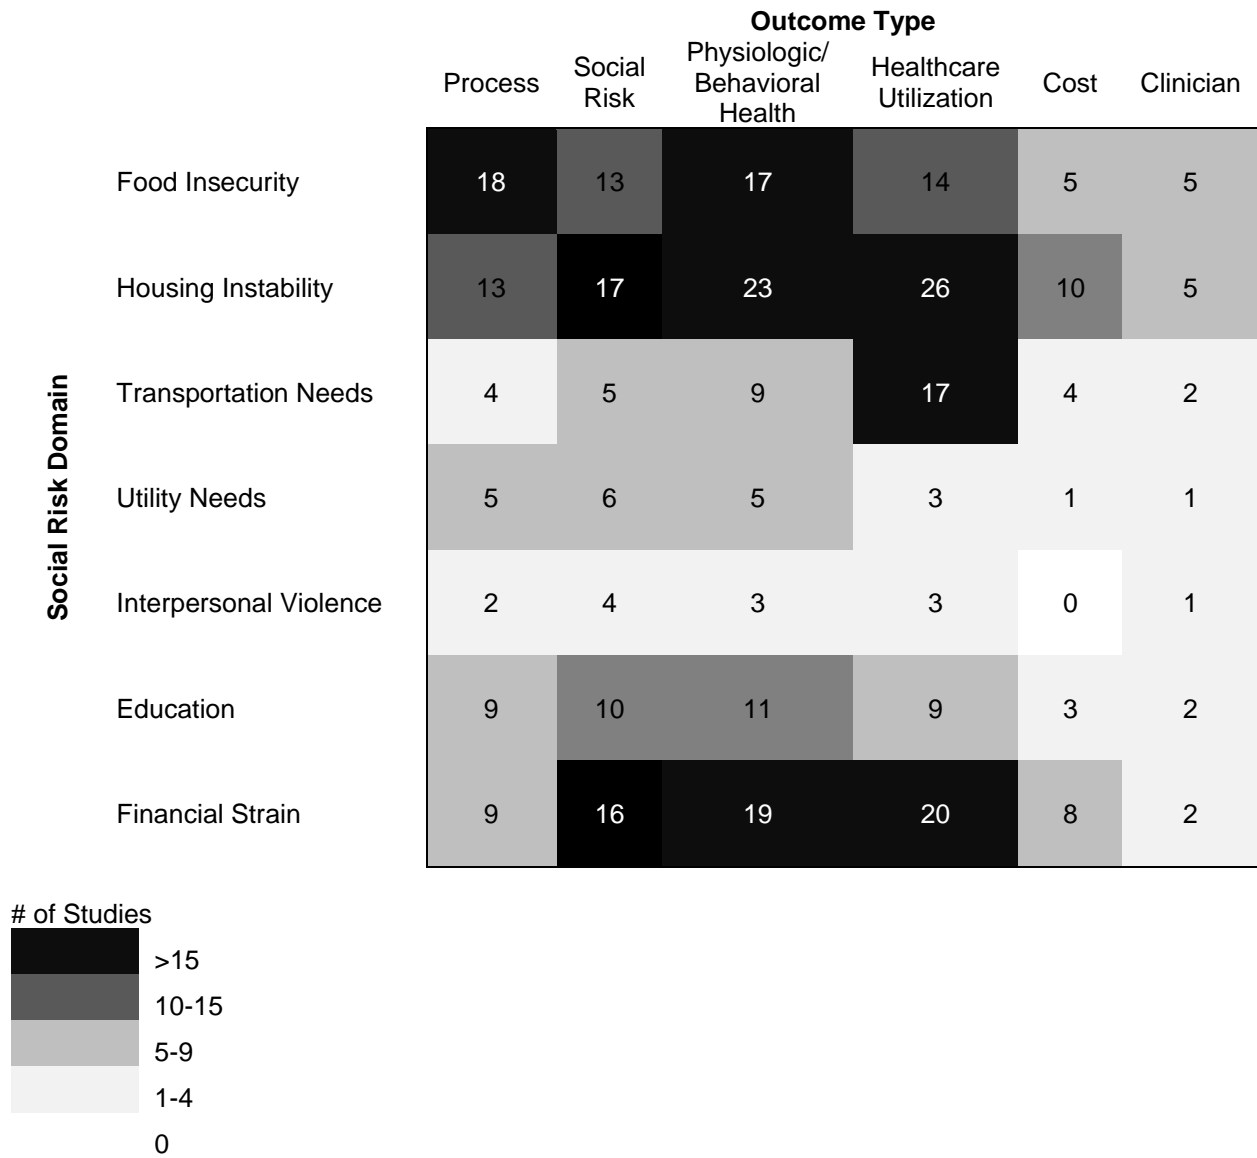 Outcome Type
Process Social Risk Physiologic/ Behavioral Health Healthcare Utilization Cost Clinician
Social Risk Domain
Food Insecurity 18 13 17 14 5 5
Housing Instability 13 17 23 26 10 5
Transportation Needs 4 5 9 17 4 2
Utility Needs 5 6 5 3 1 1
Interpersonal Violence 2 4 3 3 0 1
Education 9 10 11 9 3 2
Financial Strain 9 16 19 20 8 2
# of Studies
>15
10-15
5-9
1-4
0